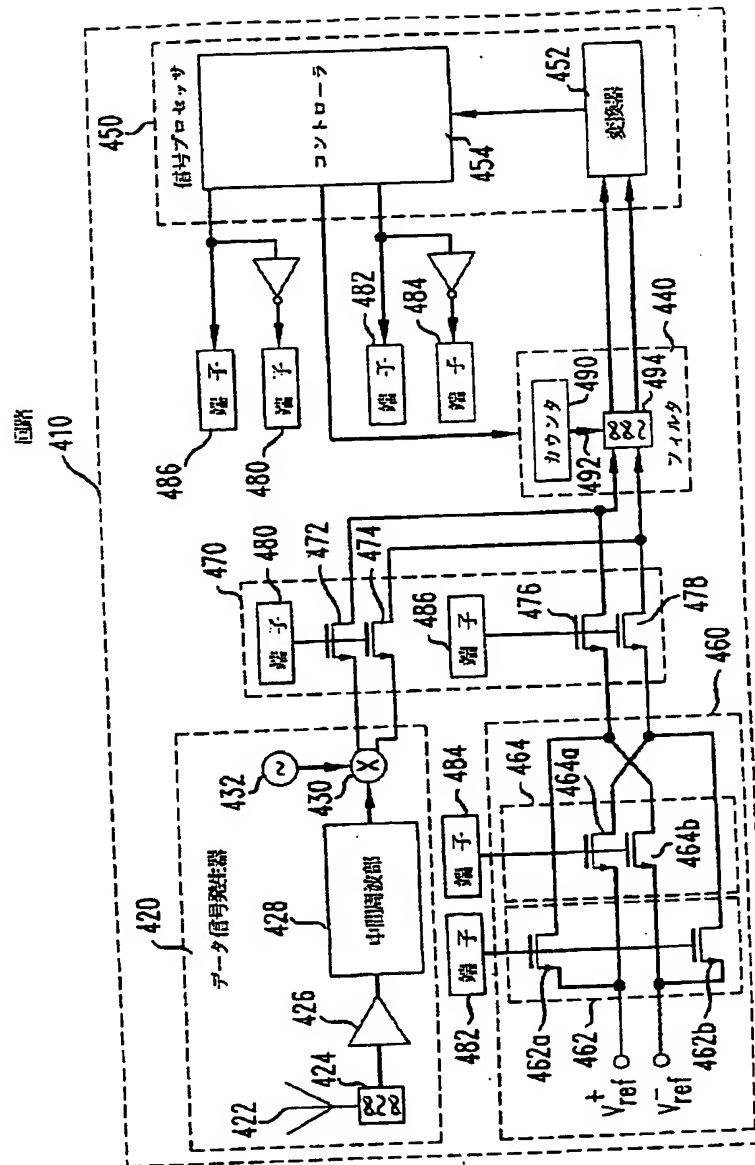 回路
410
420
データ信号発生器
422
424
426
428
中間周波部
430
432
470
端子
480
472
474
端子
486
476
478
460
端子
482
端子
484
464
464a
464b
462a
462
462b
V+ref
V-ref
端子
486
端子
480
端子
482
端子
484
450
信号プロセッサ
コントローラ
454
452
変換器
440
カウンタ
490
492
494
フィルタ